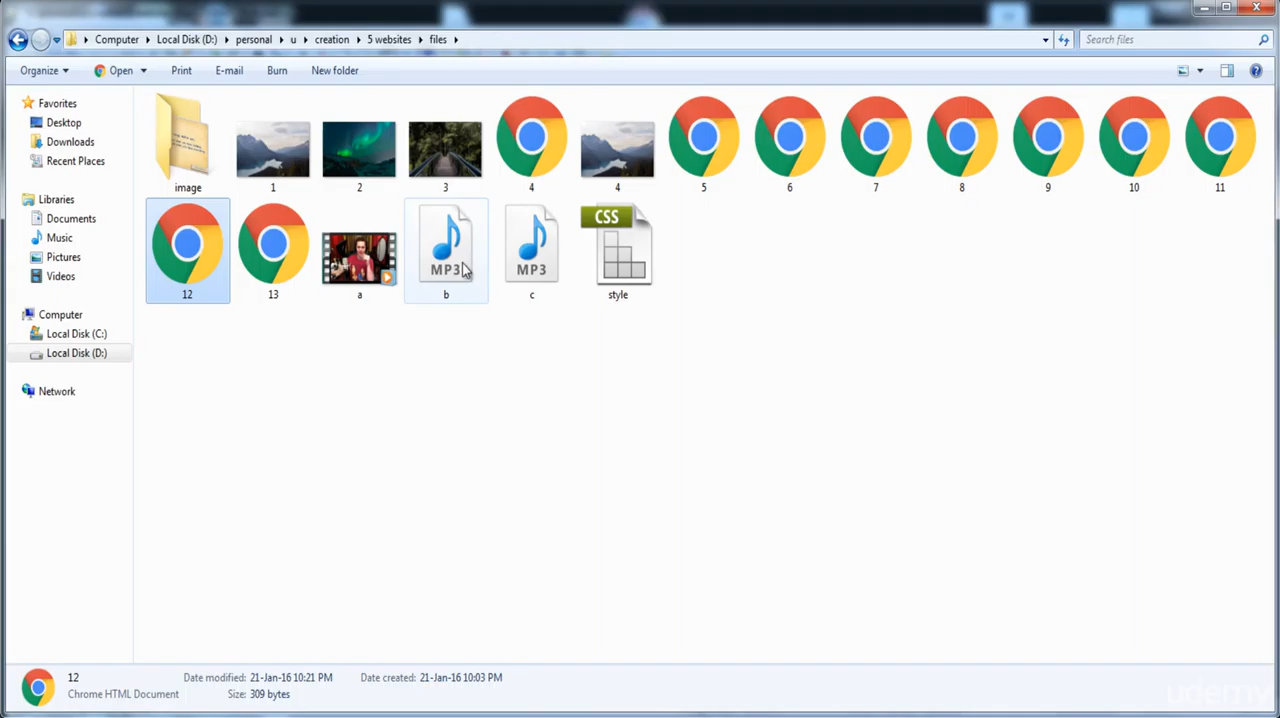 Computer Local Disk (D:) personal u creation 5 websites files Search files
Organize Open Print E-mail Burn New folder
Favorites
Desktop
Downloads
Recent Places
Libraries
Documents
Music
Pictures
Videos
Computer
Local Disk (C:)
Local Disk (D:)
Network
image 1 2 3 4 4 5 6 7 8 9 10 11
CSS
MP3 MP3
12 13 a b c style
12 Date modified: 21-Jan-16 10:21 PM Date created: 21-Jan-16 10:03 PM
Chrome HTML Document Size: 309 bytes
udemy